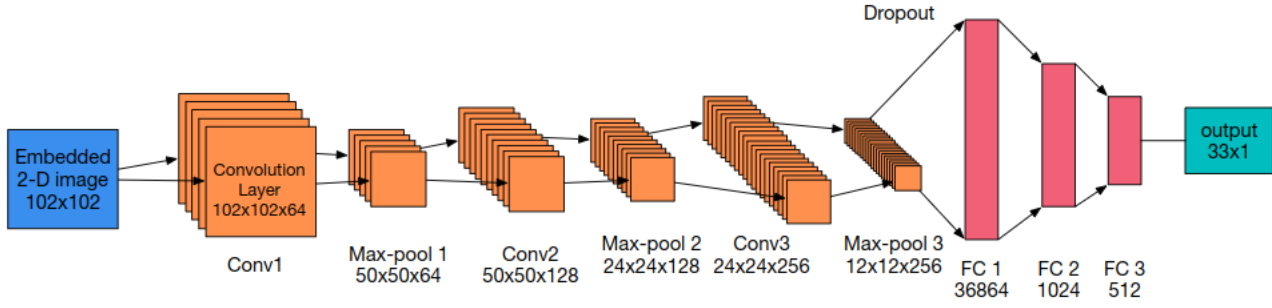 Dropout
Embedded
2-D image
102x102
Convolution
Layer
102x102x64
output
33x1
Conv1
Max-pool 1
50x50x64
Conv2
50x50x128
Max-pool 2
24x24x128
Conv3
24x24x256
Max-pool 3
12x12x256
FC 1
36864
FC 2
1024
FC 3
512